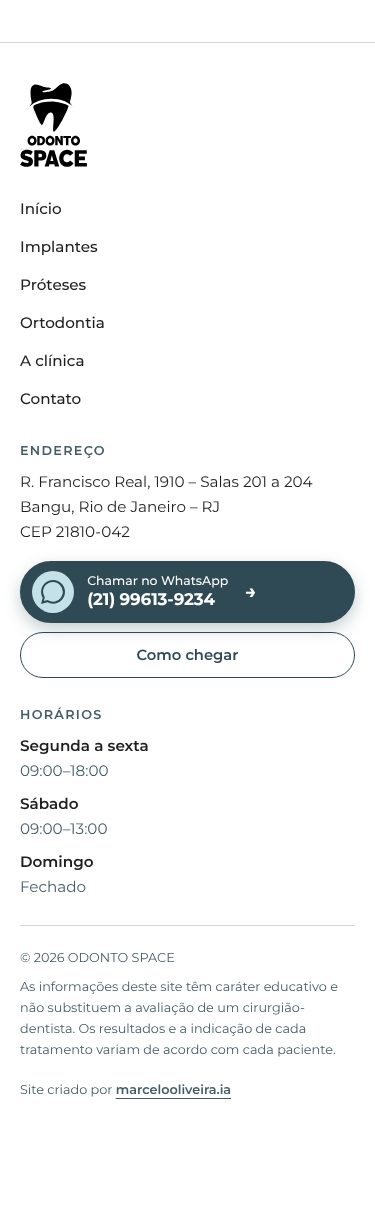 ODONTO
SPACE
Início
Implantes
Próteses
Ortodontia
A clínica
Contato
ENDEREÇO
R. Francisco Real, 1910 – Salas 201 a 204
Bangu, Rio de Janeiro – RJ
CEP 21810-042
Chamar no WhatsApp
(21) 99613-9234 →
Como chegar
HORÁRIOS
Segunda a sexta
09:00–18:00
Sábado
09:00–13:00
Domingo
Fechado
© 2026 ODONTO SPACE
As informações deste site têm caráter educativo e
não substituem a avaliação de um cirurgião-
dentista. Os resultados e a indicação de cada
tratamento variam de acordo com cada paciente.
Site criado por marcelooliveira.ia